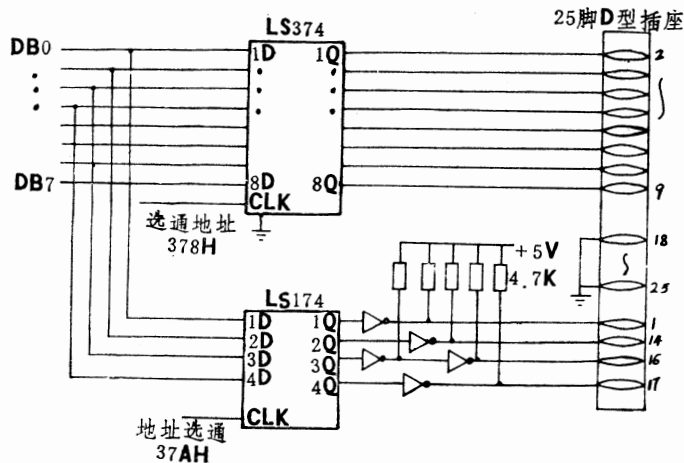 25脚D型插座
LS374
DB0
1D
1Q
2
DB7
8D
8Q
9
CLK
选通地址
378H
18
+5V
4.7K
25
LS174
1D
1Q
1
2D
2Q
14
3D
3Q
16
4D
4Q
17
CLK
地址选通
37AH